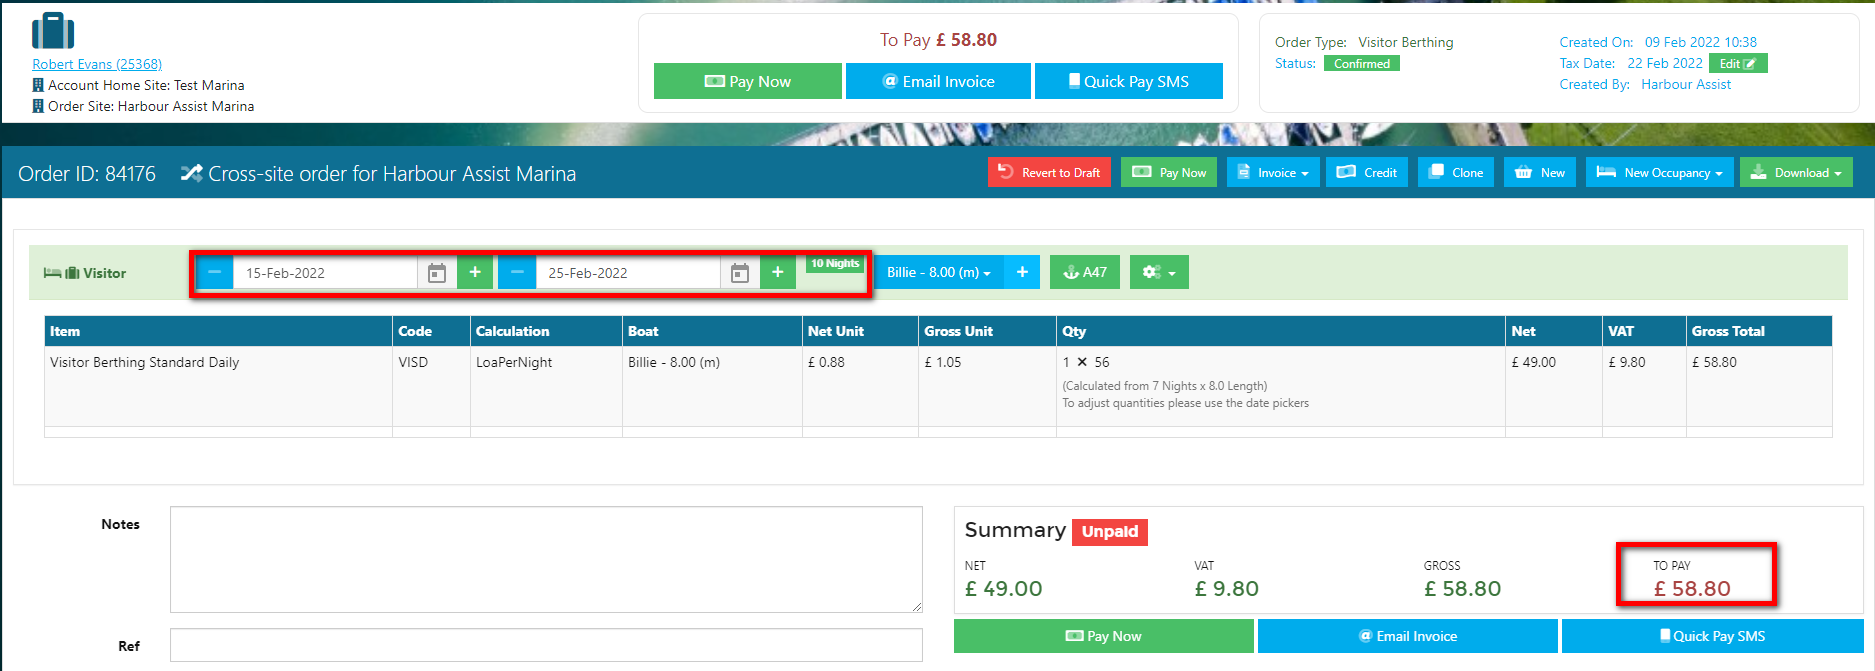 Robert Evans (25368)
Account Home Site: Test Marina
Order Site: Harbour Assist Marina
To Pay £ 58.80
Pay Now
Email Invoice
Quick Pay SMS
Order Type: Visitor Berthing
Status: Confirmed
Created On: 09 Feb 2022 10:38
Tax Date: 22 Feb 2022 Edit
Created By: Harbour Assist
Order ID: 84176 Cross-site order for Harbour Assist Marina
Revert to Draft Pay Now Invoice Credit Clone New New Occupancy Download
Visitor 15-Feb-2022 + 25-Feb-2022 + 10 Nights Billie - 8.00 (m) + A47
Item Code Calculation Boat Net Unit Gross Unit Qty Net VAT Gross Total
Visitor Berthing Standard Daily VISD LoaPerNight Billie - 8.00 (m) £ 0.88 £ 1.05 1 × 56 £ 49.00 £ 9.80 £ 58.80
(Calculated from 7 Nights x 8.0 Length)
To adjust quantities please use the date pickers
Notes
Ref
Summary Unpaid
NET VAT GROSS TO PAY
£ 49.00 £ 9.80 £ 58.80 £ 58.80
Pay Now Email Invoice Quick Pay SMS